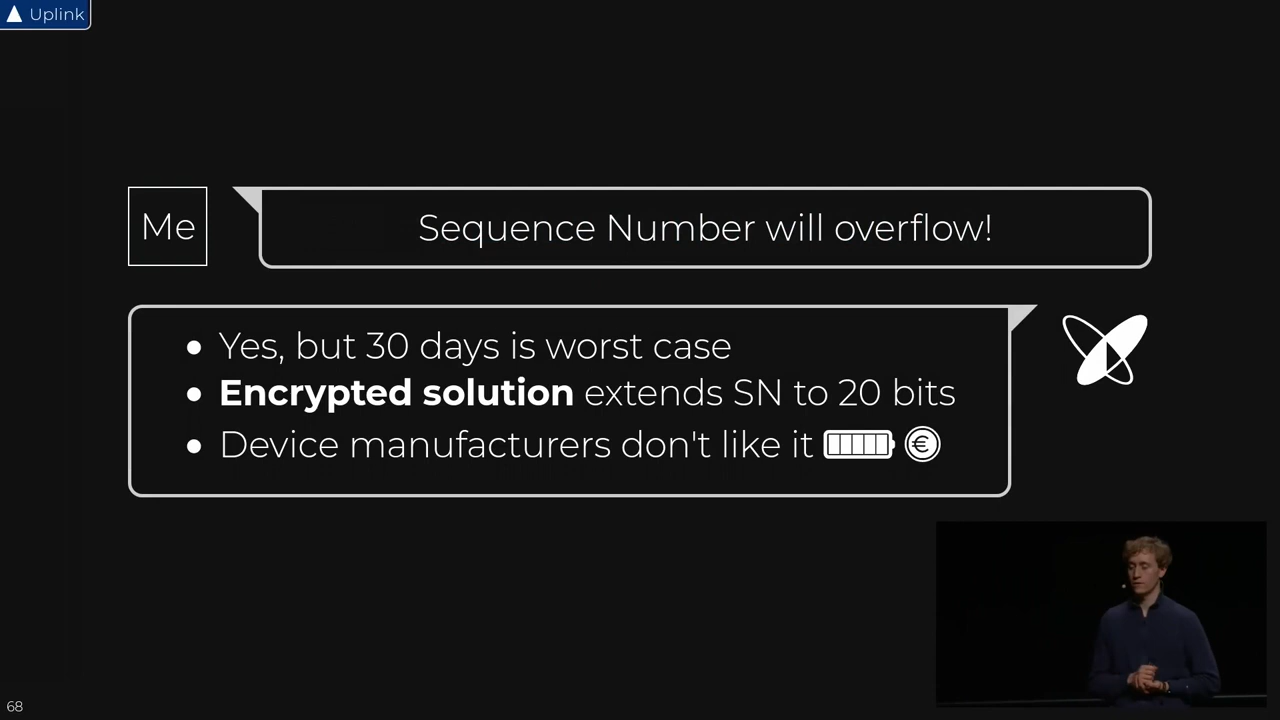 Uplink
Me
Sequence Number will overflow!
Yes, but 30 days is worst case
Encrypted solution extends SN to 20 bits
Device manufacturers don't like it €
68